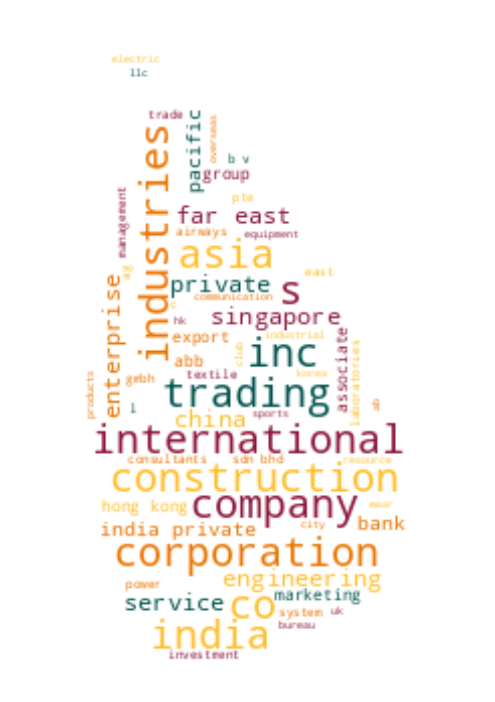 electric
llc
trade
industries
pacific
overseas
b v
group
management
pte
far east
airways
equipment
asia
ag
east
private
communication
s
enterprise
c
hk
singapore
export
industrial
inc
associate
club
abb
textile
korea
laboratories
gmbh
products
trading
l
ab
china
sports
international
consultants
sdn bhd
resource
construction
company
hong kong
wear
india private
city
bank
corporation
engineering
power
service
co
marketing
system
uk
india
bureau
investment